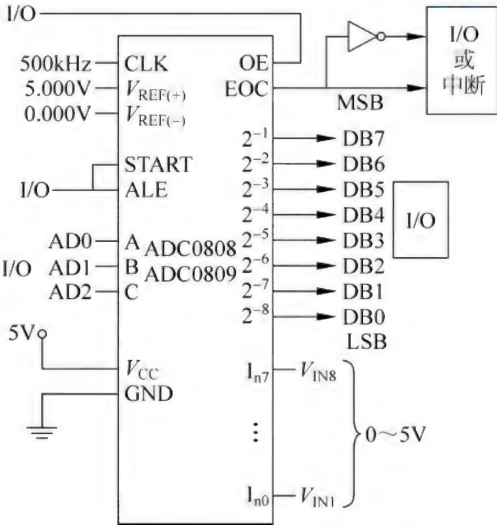 I/O
500kHz CLK OE I/O
5.000V V_REF(+) EOC 或
0.000V V_REF(−) MSB 中断
2⁻¹ DB7
START 2⁻² DB6
I/O ALE 2⁻³ DB5
2⁻⁴ DB4 I/O
AD0 A ADC0808 2⁻⁵ DB3
I/O AD1 B ADC0809 2⁻⁶ DB2
AD2 C 2⁻⁷ DB1
2⁻⁸ DB0
5V LSB
V_CC I_n7 V_IN8
GND
⋮ 0～5V
I_n0 V_IN1